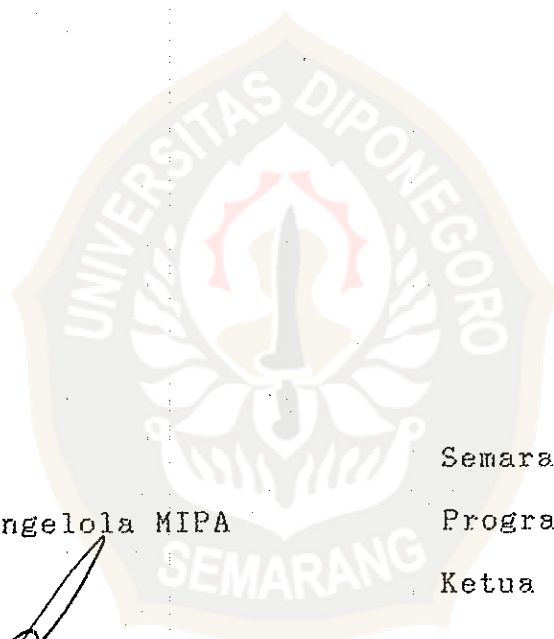 UNIVERSITAS DIPONEGORO
Semara
ngelola MIPA
Progra
SEMARANG
Ketua